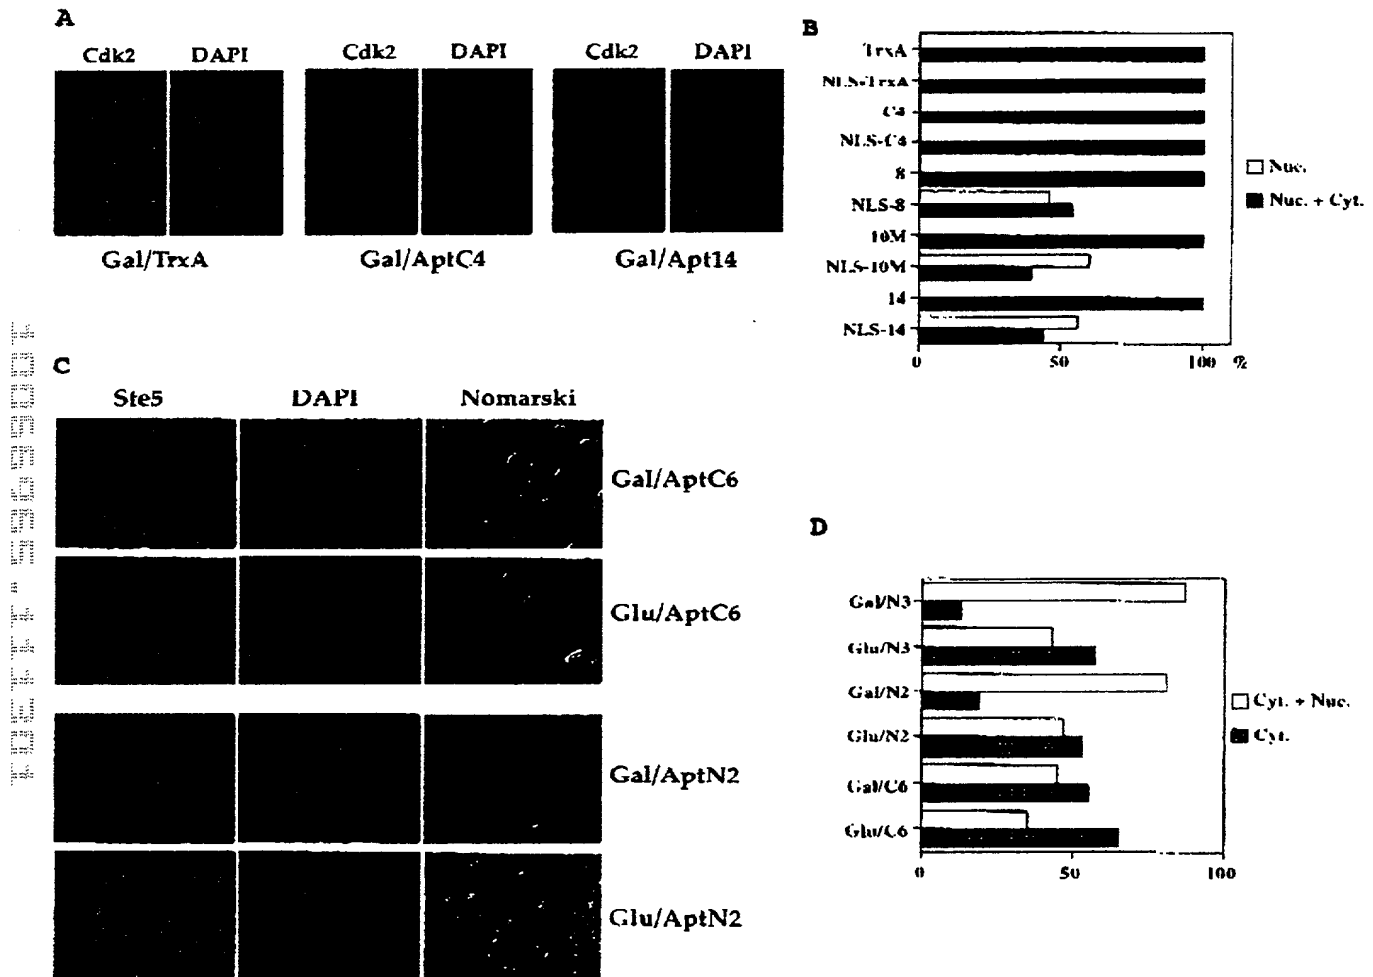 A
Cdk2 DAPI
Cdk2 DAPI
Cdk2 DAPI
Gal/TrxA
Gal/AptC4
Gal/Apt14
B
TrxA
NLS-TrxA
C4
NLS-C4
8
NLS-8
10M
NLS-10M
14
NLS-14
0 50 100 %
Nuc.
Nuc. + Cyt.
C
Ste5 DAPI Nomarski
Gal/AptC6
Glu/AptC6
Gal/AptN2
Glu/AptN2
D
Gal/N3
Glu/N3
Gal/N2
Glu/N2
Gal/C6
Glu/C6
0 50 100
Cyt. + Nuc.
Cyt.